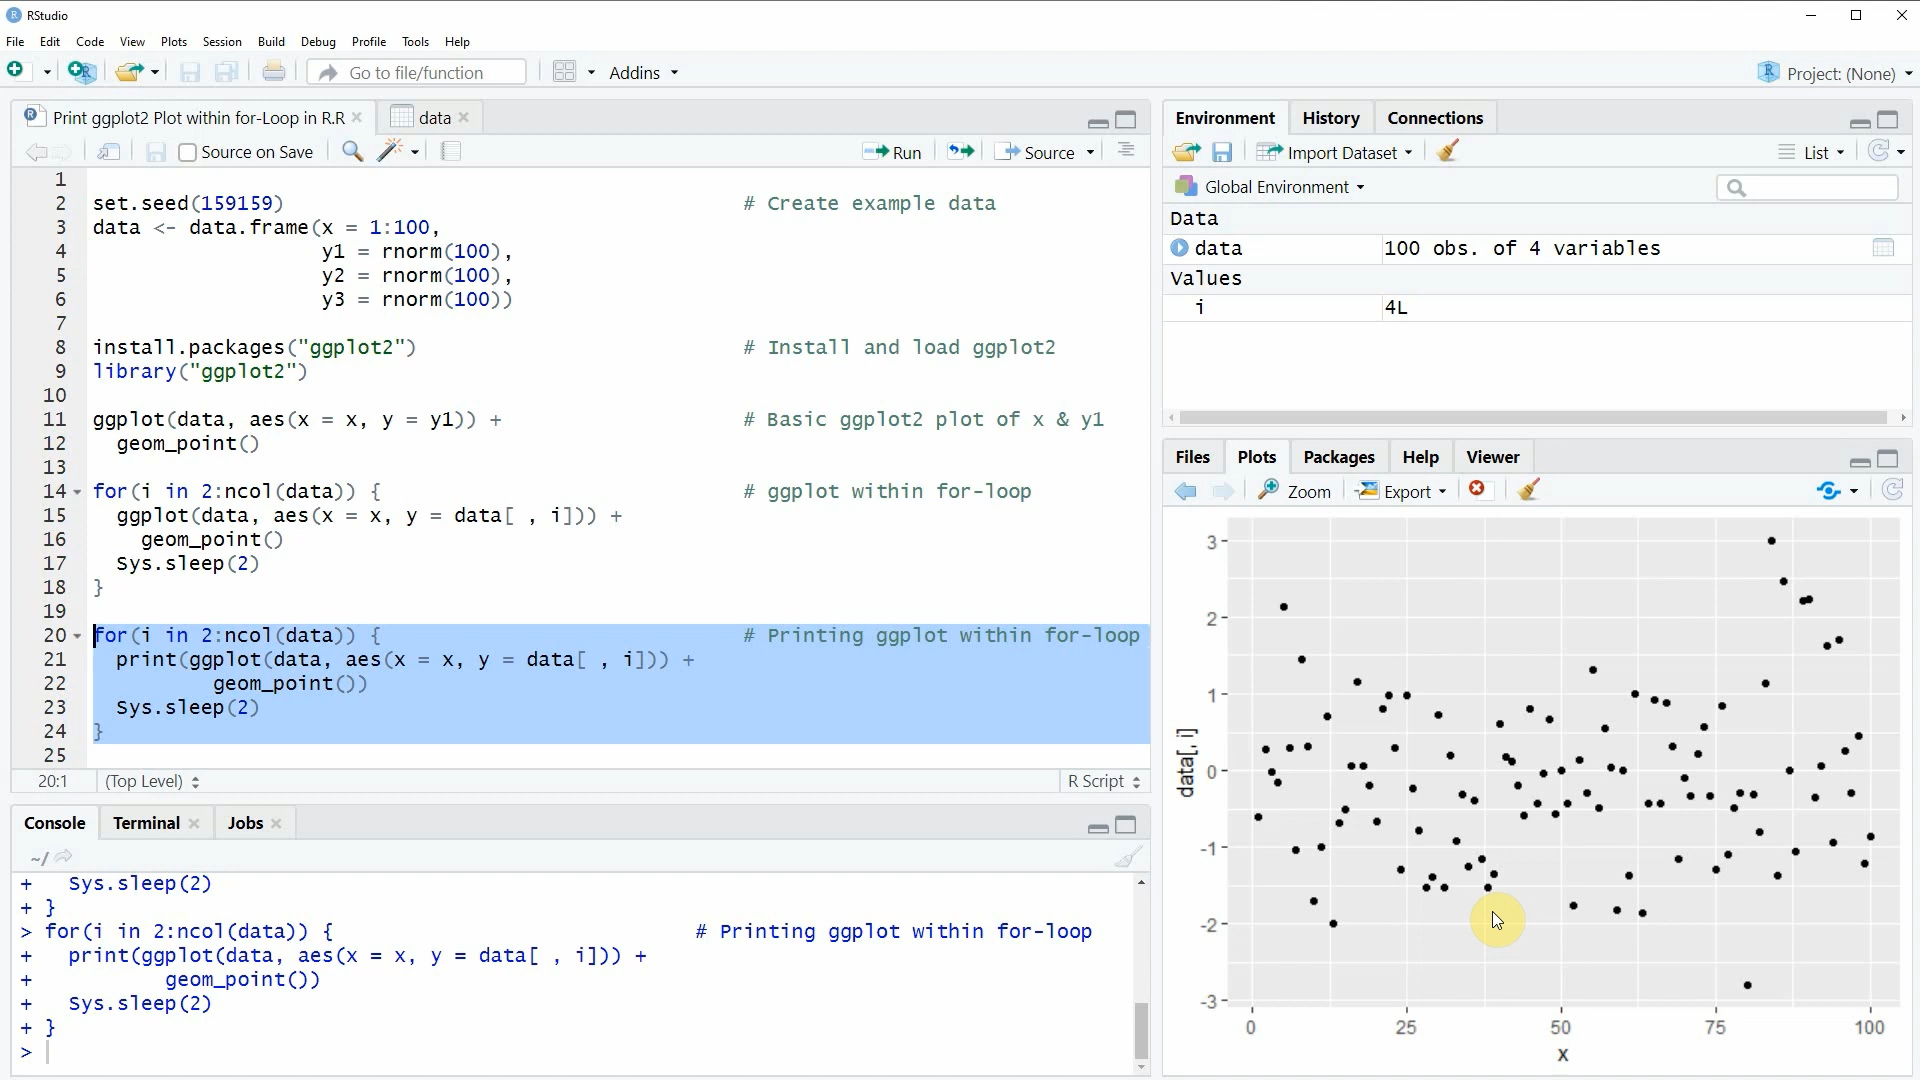 RStudio
File Edit Code View Plots Session Build Debug Profile Tools Help
Go to file/function Addins Project: (None)
Print ggplot2 Plot within for-Loop in R.R data
Source on Save Run Source
1
2 set.seed(159159) # Create example data
3 data <- data.frame(x = 1:100,
4 y1 = rnorm(100),
5 y2 = rnorm(100),
6 y3 = rnorm(100))
7
8 install.packages("ggplot2") # Install and load ggplot2
9 library("ggplot2")
10
11 ggplot(data, aes(x = x, y = y1)) + # Basic ggplot2 plot of x & y1
12 geom_point()
13
14 for(i in 2:ncol(data)) { # ggplot within for-loop
15 ggplot(data, aes(x = x, y = data[ , i])) +
16 geom_point()
17 Sys.sleep(2)
18 }
19
20 for(i in 2:ncol(data)) { # Printing ggplot within for-loop
21 print(ggplot(data, aes(x = x, y = data[ , i])) +
22 geom_point())
23 Sys.sleep(2)
24 }
25
20:1 (Top Level) R Script
Console Terminal Jobs
~/
+ Sys.sleep(2)
+ }
> for(i in 2:ncol(data)) { # Printing ggplot within for-loop
+ print(ggplot(data, aes(x = x, y = data[ , i])) +
+ geom_point())
+ Sys.sleep(2)
+ }
>
Environment History Connections
Import Dataset List
Global Environment
Data
data 100 obs. of 4 variables
Values
i 4L
Files Plots Packages Help Viewer
Zoom Export
3
2
1
0
-1
-2
-3
data[, i]
0 25 50 75 100
x